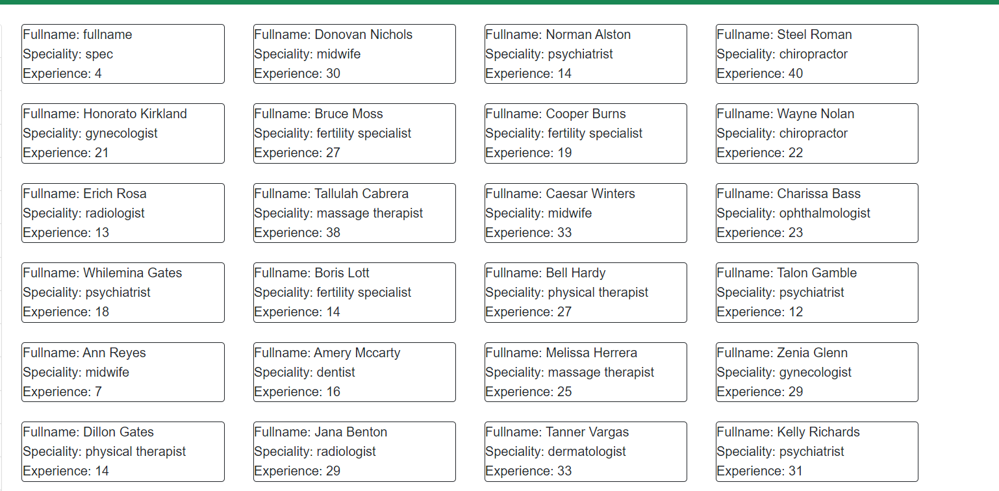 Fullname: fullname
Speciality: spec
Experience: 4
Fullname: Donovan Nichols
Speciality: midwife
Experience: 30
Fullname: Norman Alston
Speciality: psychiatrist
Experience: 14
Fullname: Steel Roman
Speciality: chiropractor
Experience: 40
Fullname: Honorato Kirkland
Speciality: gynecologist
Experience: 21
Fullname: Bruce Moss
Speciality: fertility specialist
Experience: 27
Fullname: Cooper Burns
Speciality: fertility specialist
Experience: 19
Fullname: Wayne Nolan
Speciality: chiropractor
Experience: 22
Fullname: Erich Rosa
Speciality: radiologist
Experience: 13
Fullname: Tallulah Cabrera
Speciality: massage therapist
Experience: 38
Fullname: Caesar Winters
Speciality: midwife
Experience: 33
Fullname: Charissa Bass
Speciality: ophthalmologist
Experience: 23
Fullname: Whilemina Gates
Speciality: psychiatrist
Experience: 18
Fullname: Boris Lott
Speciality: fertility specialist
Experience: 14
Fullname: Bell Hardy
Speciality: physical therapist
Experience: 27
Fullname: Talon Gamble
Speciality: psychiatrist
Experience: 12
Fullname: Ann Reyes
Speciality: midwife
Experience: 7
Fullname: Amery Mccarty
Speciality: dentist
Experience: 16
Fullname: Melissa Herrera
Speciality: massage therapist
Experience: 25
Fullname: Zenia Glenn
Speciality: gynecologist
Experience: 29
Fullname: Dillon Gates
Speciality: physical therapist
Experience: 14
Fullname: Jana Benton
Speciality: radiologist
Experience: 29
Fullname: Tanner Vargas
Speciality: dermatologist
Experience: 33
Fullname: Kelly Richards
Speciality: psychiatrist
Experience: 31